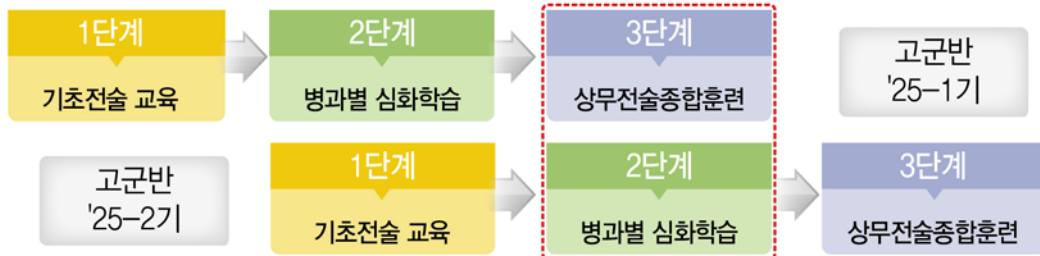 1단계
기초전술 교육
2단계
병과별 심화학습
3단계
상무전술종합훈련
고군반
'25-1기
고군반
'25-2기
1단계
기초전술 교육
2단계
병과별 심화학습
3단계
상무전술종합훈련